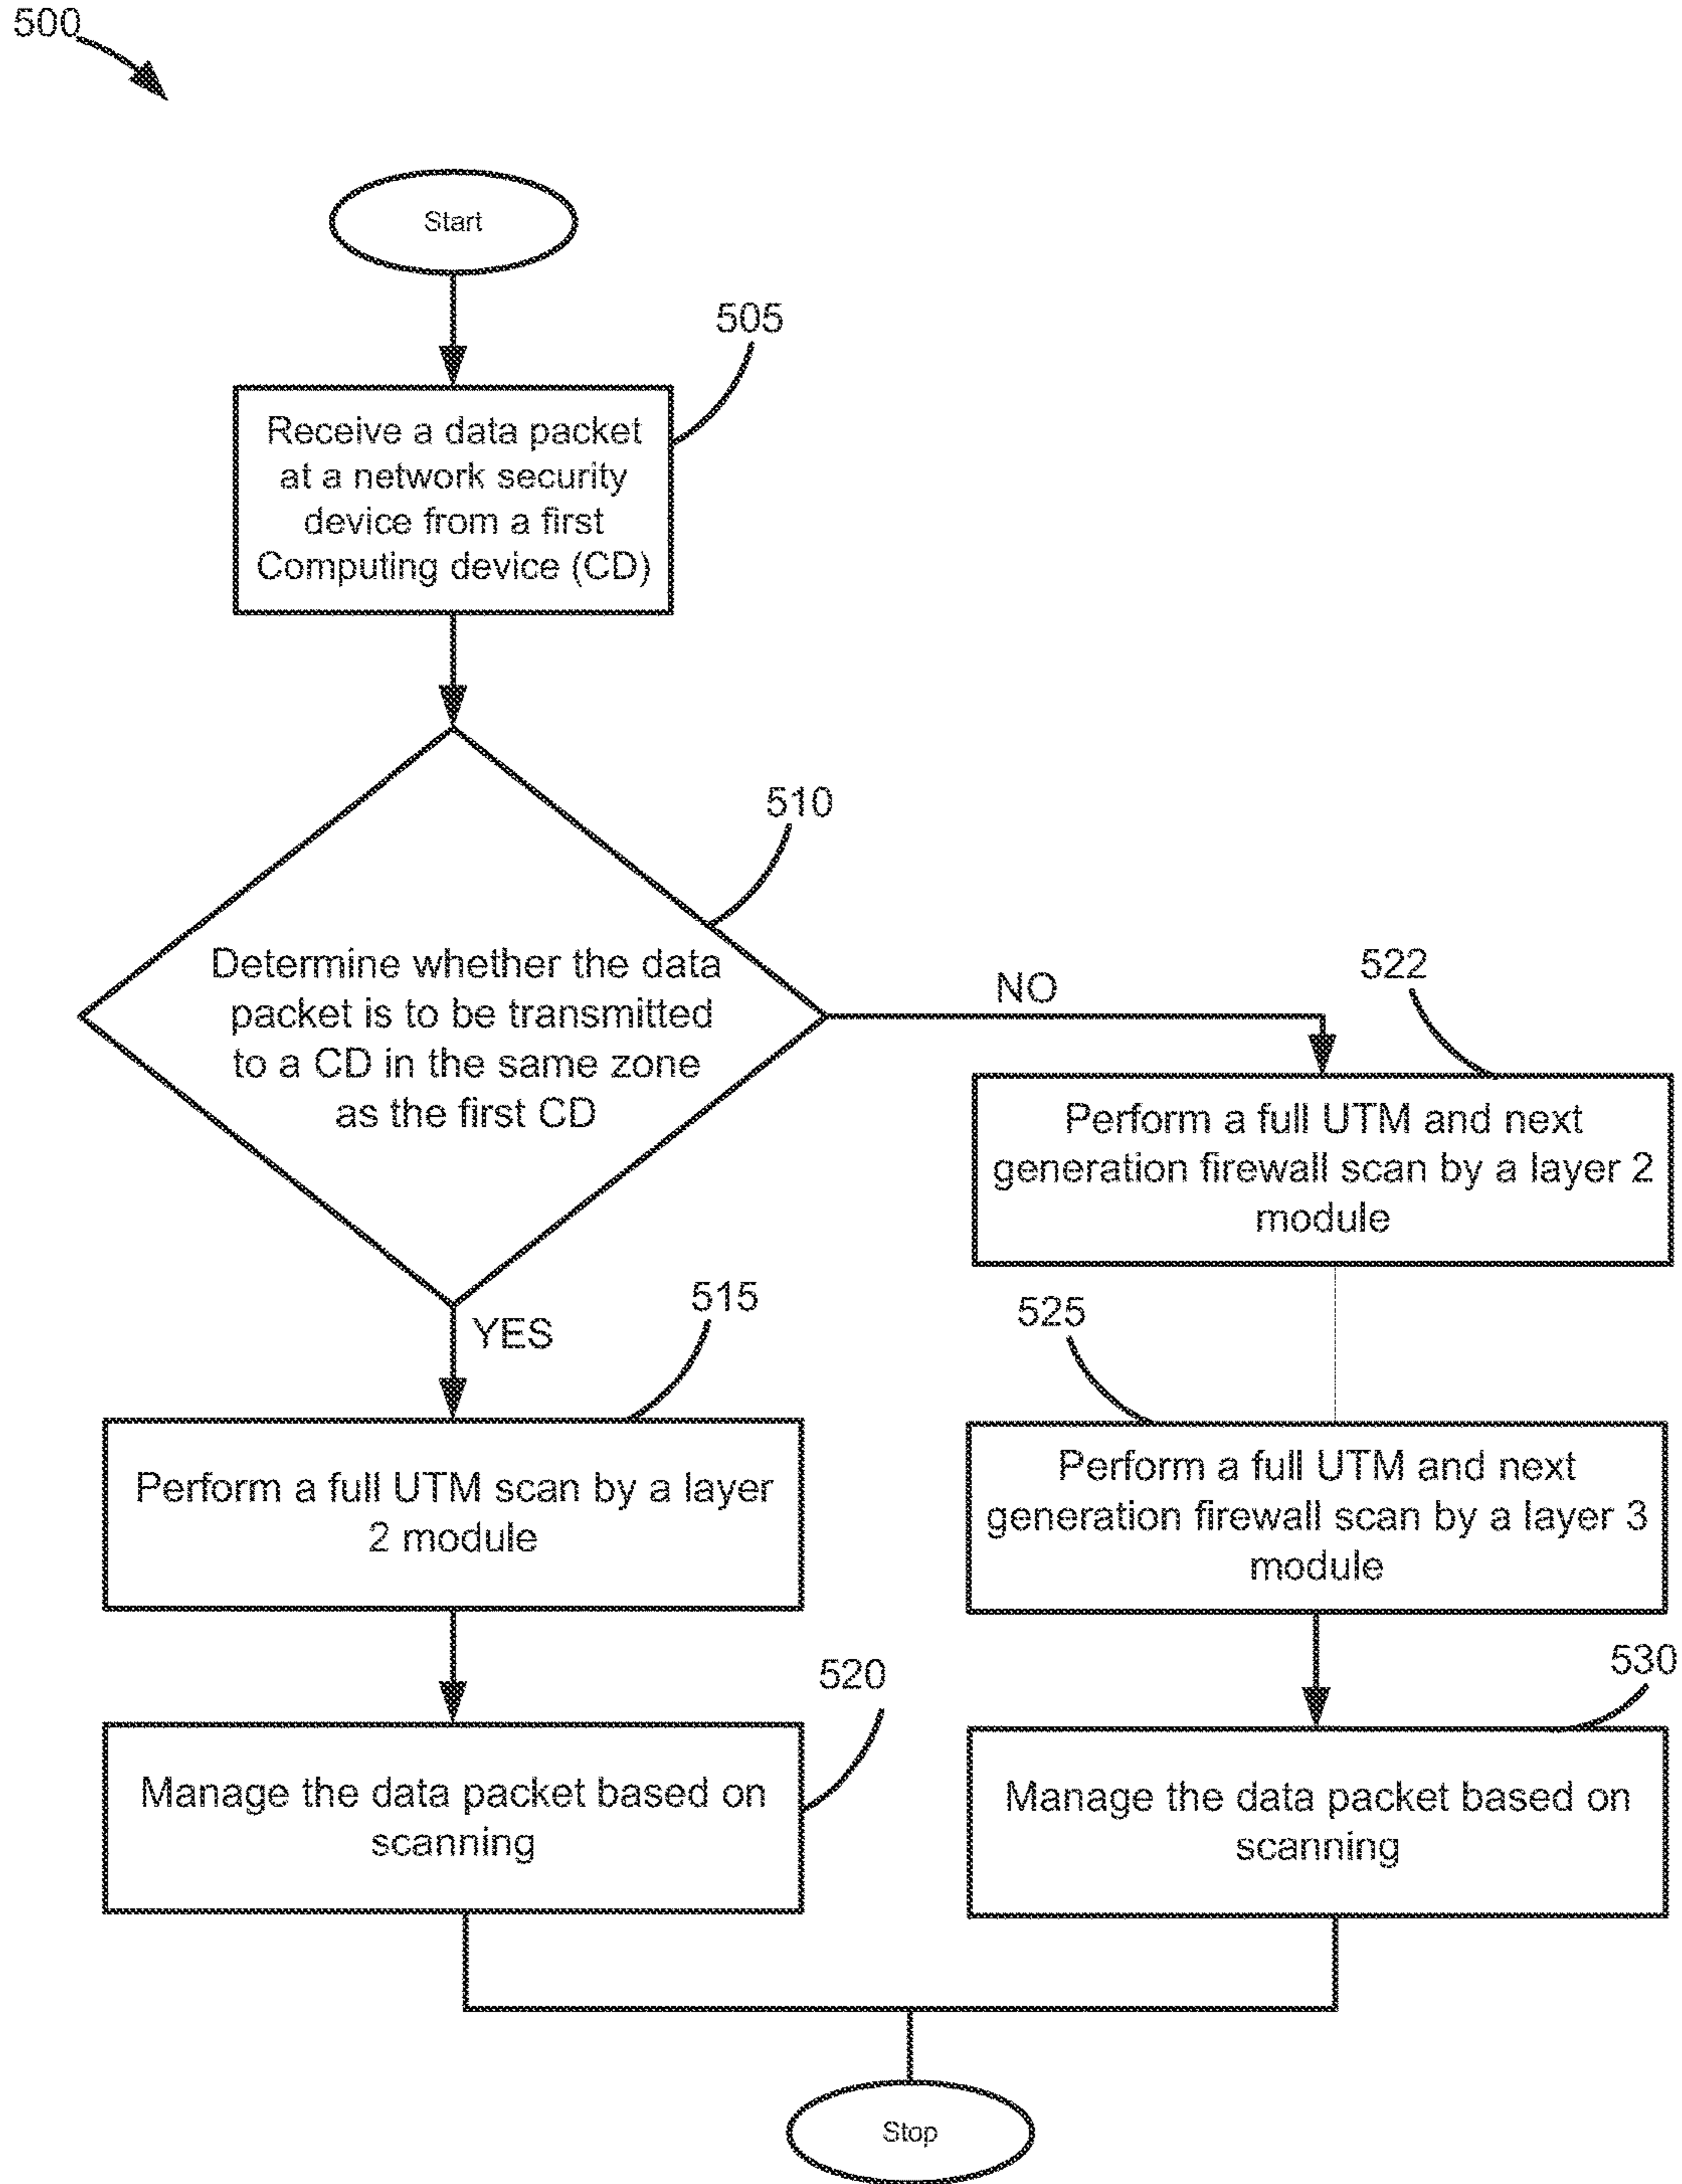 500
Start
505
Receive a data packet
at a network security
device from a first
Computing device (CD)
510
Determine whether the data
packet is to be transmitted
to a CD in the same zone
as the first CD
NO
522
Perform a full UTM and next
generation firewall scan by a layer 2
module
YES
515
525
Perform a full UTM scan by a layer
2 module
Perform a full UTM and next
generation firewall scan by a layer 3
module
520
530
Manage the data packet based on
scanning
Manage the data packet based on
scanning
Stop